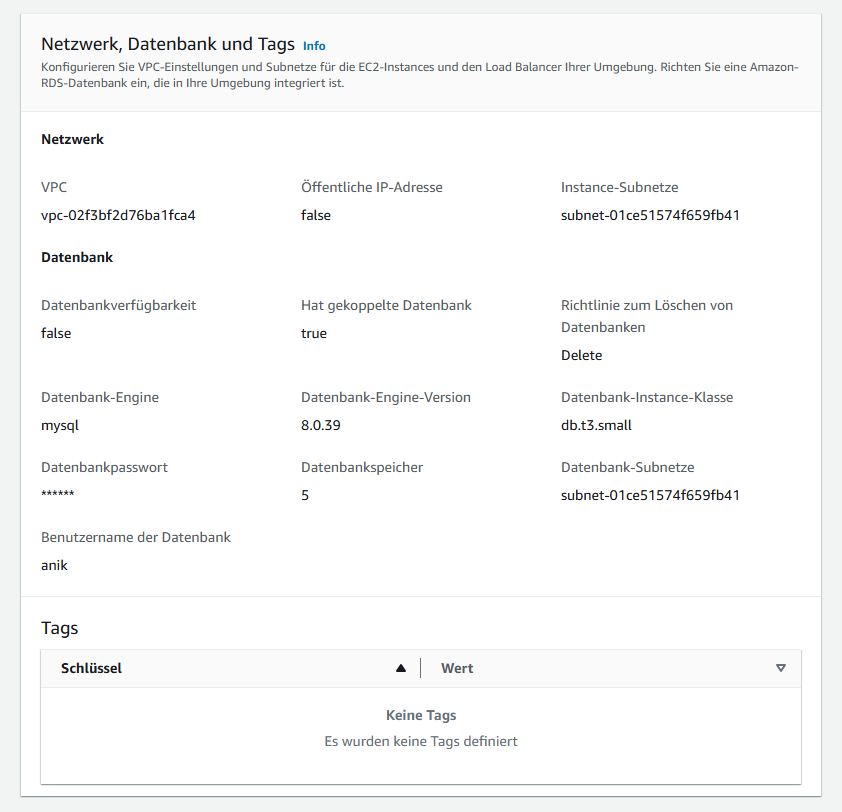 Netzwerk, Datenbank und Tags Info
Konfigurieren Sie VPC-Einstellungen und Subnetze für die EC2-Instances und den Load Balancer Ihrer Umgebung. Richten Sie eine Amazon-
RDS-Datenbank ein, die in Ihre Umgebung integriert ist.
Netzwerk
VPC
vpc-02f3bf2d76ba1fca4
Öffentliche IP-Adresse
false
Instance-Subnetze
subnet-01ce51574f659fb41
Datenbank
Datenbankverfügbarkeit
false
Hat gekoppelte Datenbank
true
Richtlinie zum Löschen von
Datenbanken
Delete
Datenbank-Engine
mysql
Datenbank-Engine-Version
8.0.39
Datenbank-Instance-Klasse
db.t3.small
Datenbankpasswort
******
Datenbankspeicher
5
Datenbank-Subnetze
subnet-01ce51574f659fb41
Benutzername der Datenbank
anik
Tags
Schlüssel
Wert
Keine Tags
Es wurden keine Tags definiert